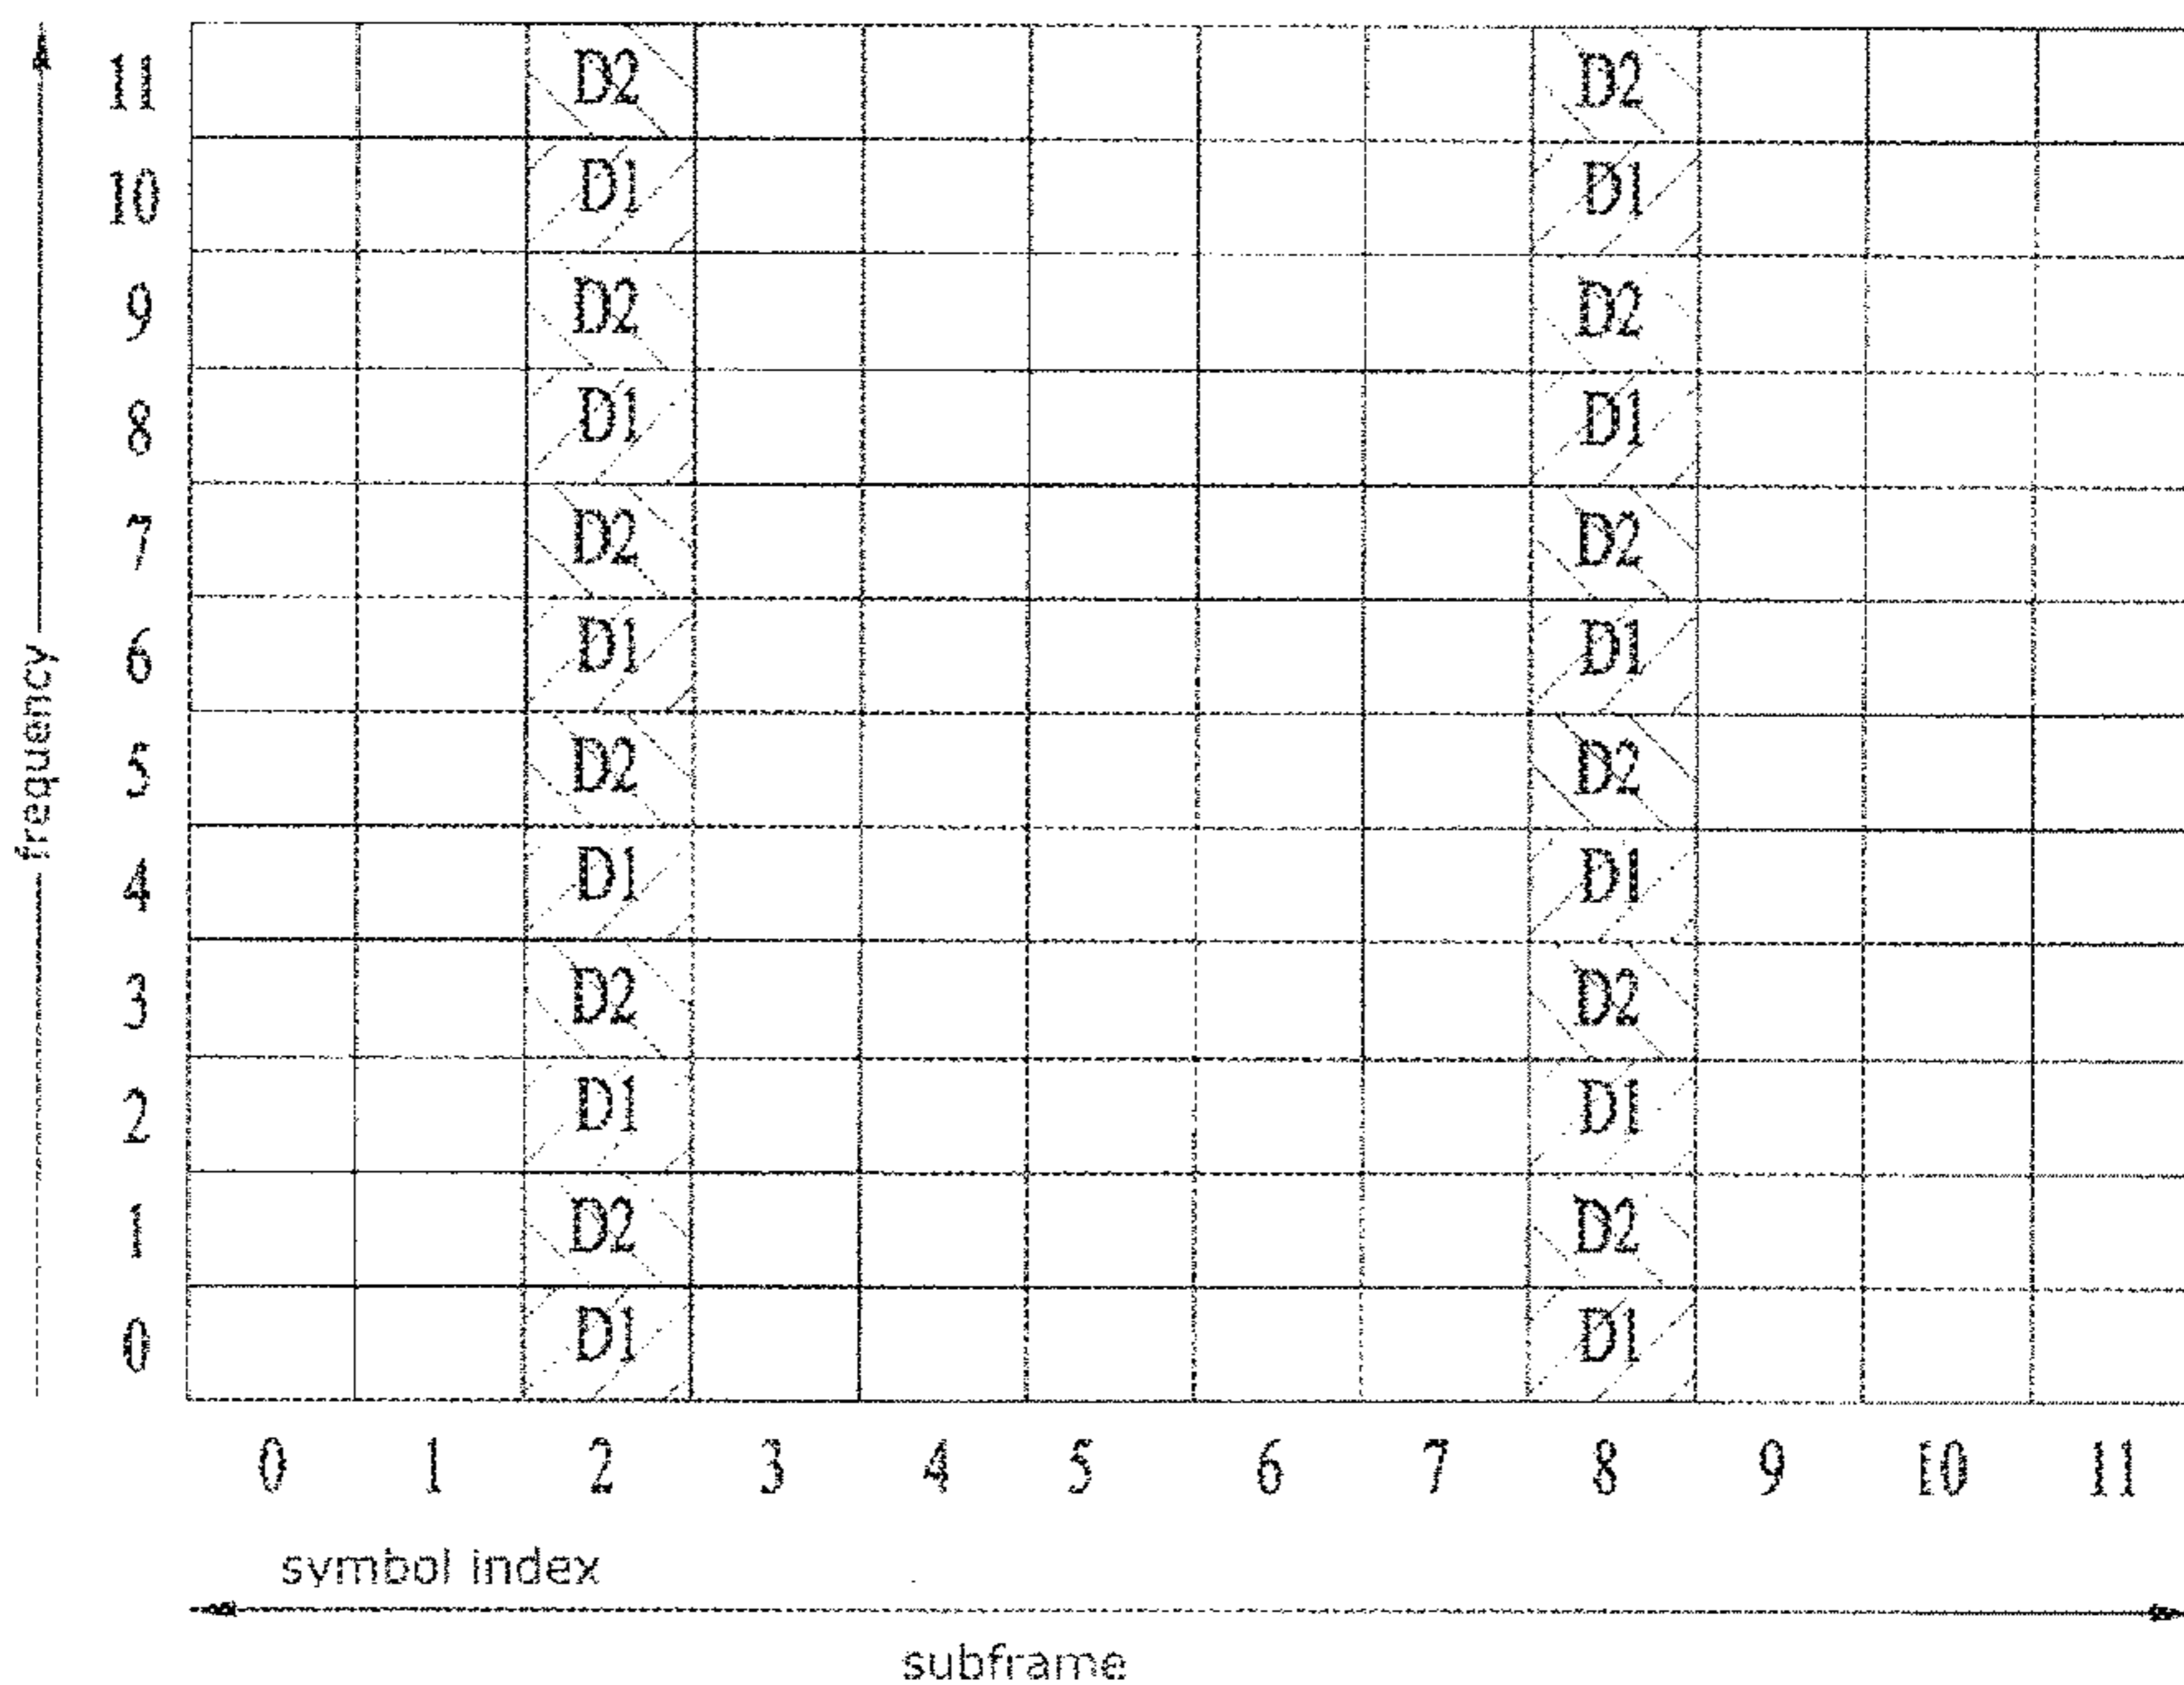 11 D2 D2
10 D1 D1
9 D2 D2
8 D1 D1
7 D2 D2
6 D1 D1
frequency
5 D2 D2
4 D1 D1
3 D2 D2
2 D1 D1
1 D2 D2
0 D1 D1
0 1 2 3 4 5 6 7 8 9 10 11
symbol index
subframe